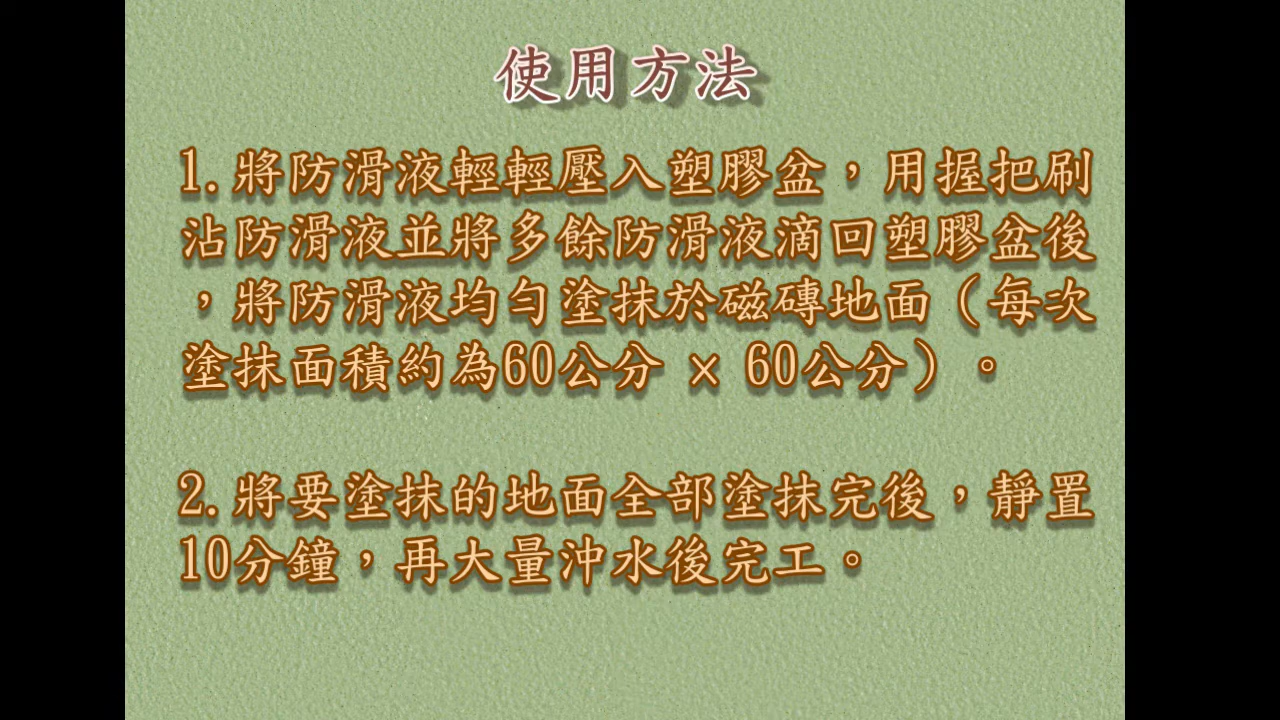 使用方法
1.將防滑液輕輕壓入塑膠盆，用握把刷
沾防滑液並將多餘防滑液滴回塑膠盆後
，將防滑液均勻塗抹於磁磚地面（每次
塗抹面積約為60公分 × 60公分）。
2.將要塗抹的地面全部塗抹完後，靜置
10分鐘，再大量沖水後完工。